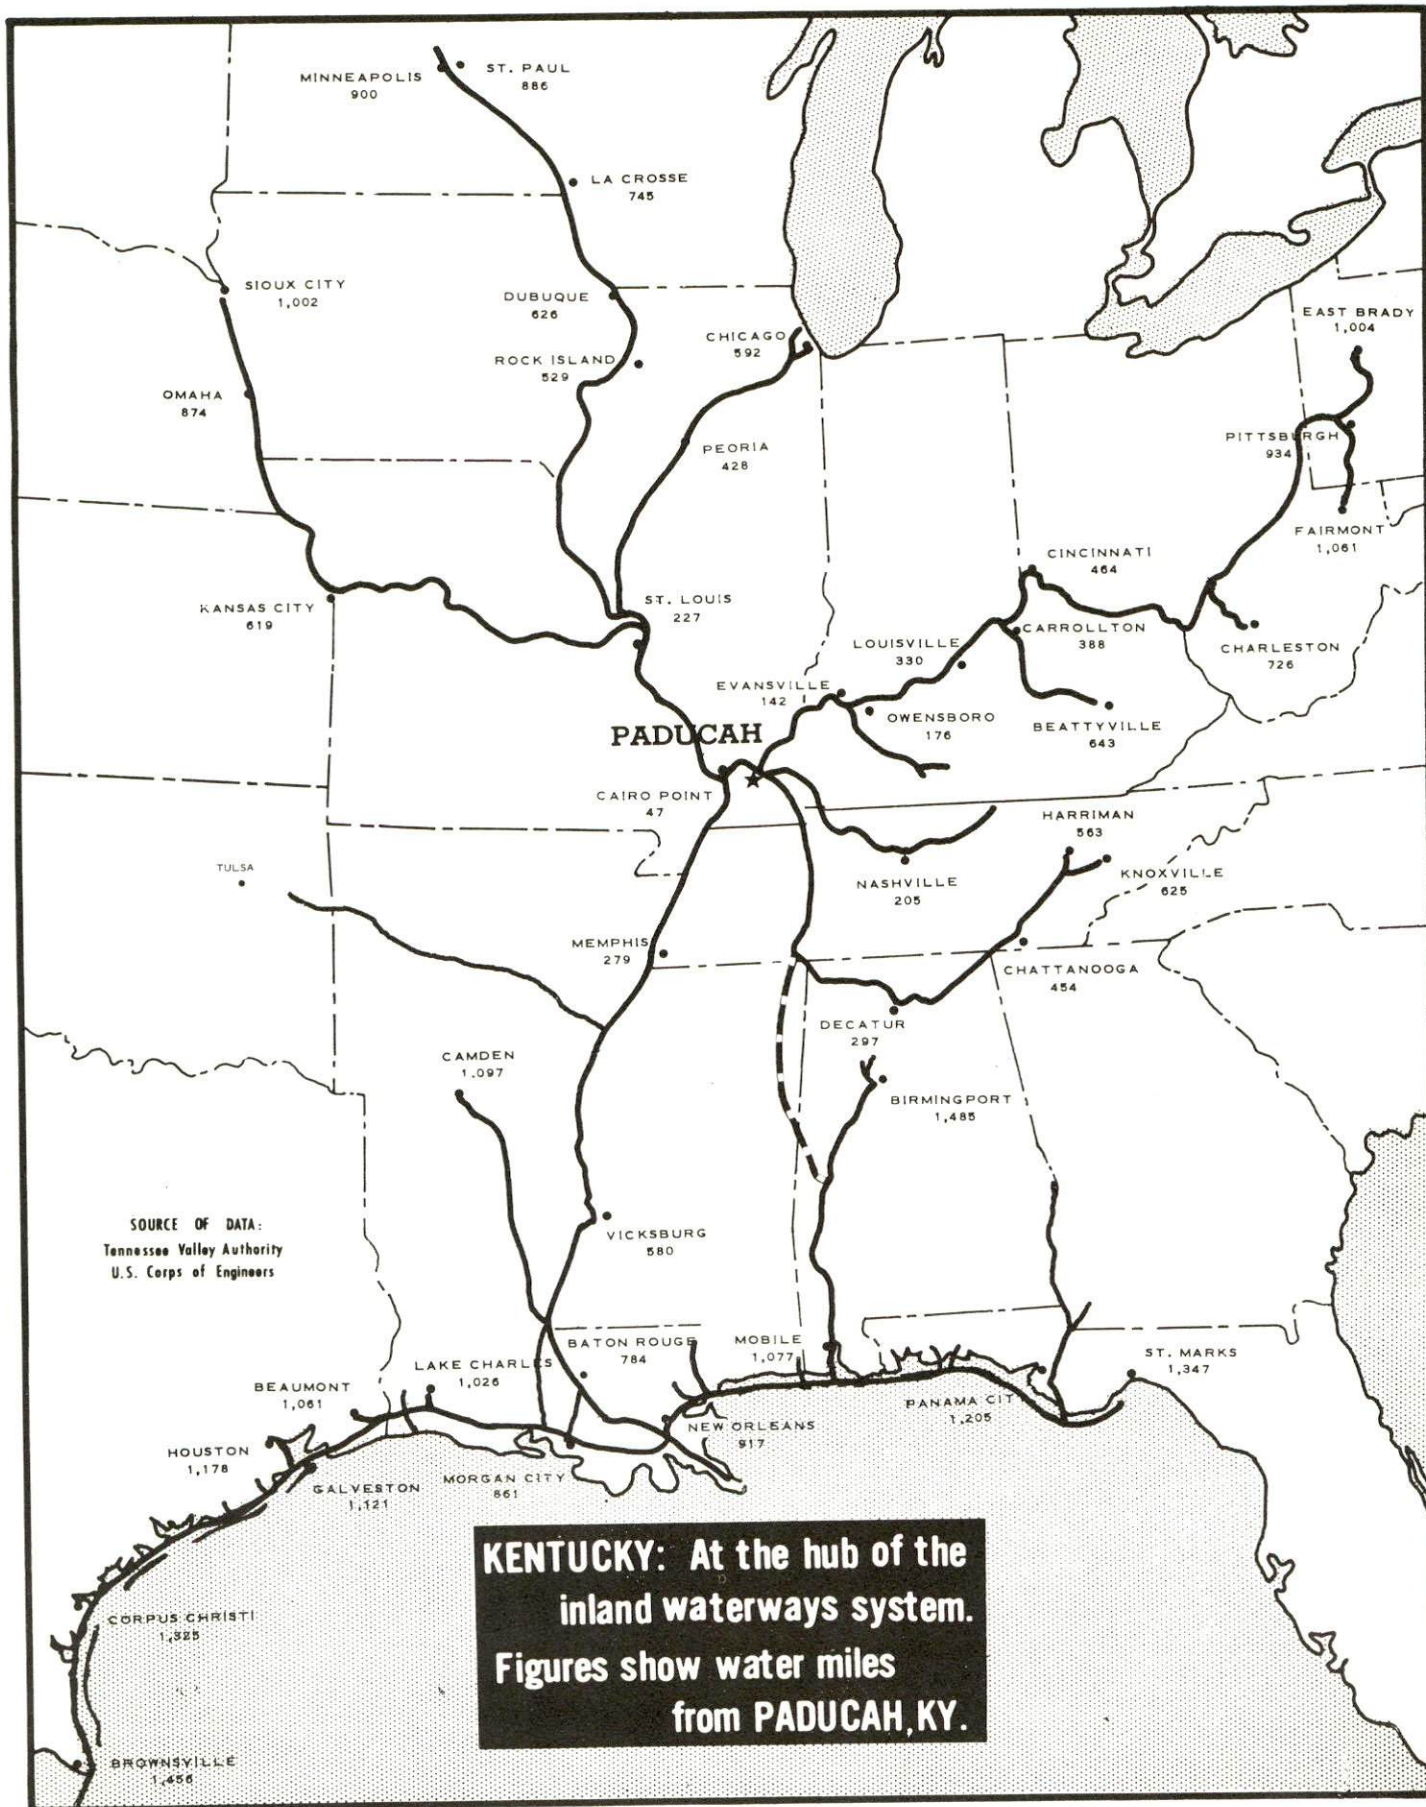 MINNEAPOLIS
900
ST. PAUL
886
LA CROSSE
745
SIOUX CITY
1,002
DUBUQUE
626
ROCK ISLAND
529
CHICAGO
592
EAST BRADY
1,004
OMAHA
874
PEORIA
428
PITTSBURGH
934
FAIRMONT
1,061
CINCINNATI
464
KANSAS CITY
619
ST. LOUIS
227
LOUISVILLE
330
CARROLLTON
388
CHARLESTON
726
EVANSVILLE
142
OWENSBORO
176
BEATTYVILLE
643
PADUCAH
CAIRO POINT
47
HARRIMAN
563
TULSA
NASHVILLE
205
KNOXVILLE
625
MEMPHIS
279
CHATTANOOGA
454
DECATUR
297
CAMDEN
1,097
BIRMINGPORT
1,485
SOURCE OF DATA:
Tennessee Valley Authority
U.S. Corps of Engineers
VICKSBURG
580
BATON ROUGE
784
MOBILE
1,077
ST. MARKS
1,347
LAKE CHARLES
1,026
BEAUMONT
1,061
PANAMA CITY
1,205
NEW ORLEANS
917
HOUSTON
1,178
GALVESTON
1,121
MORGAN CITY
861
KENTUCKY: At the hub of the
inland waterways system.
Figures show water miles
from PADUCAH, KY.
CORPUS CHRISTI
1,325
BROWNSVILLE
1,456